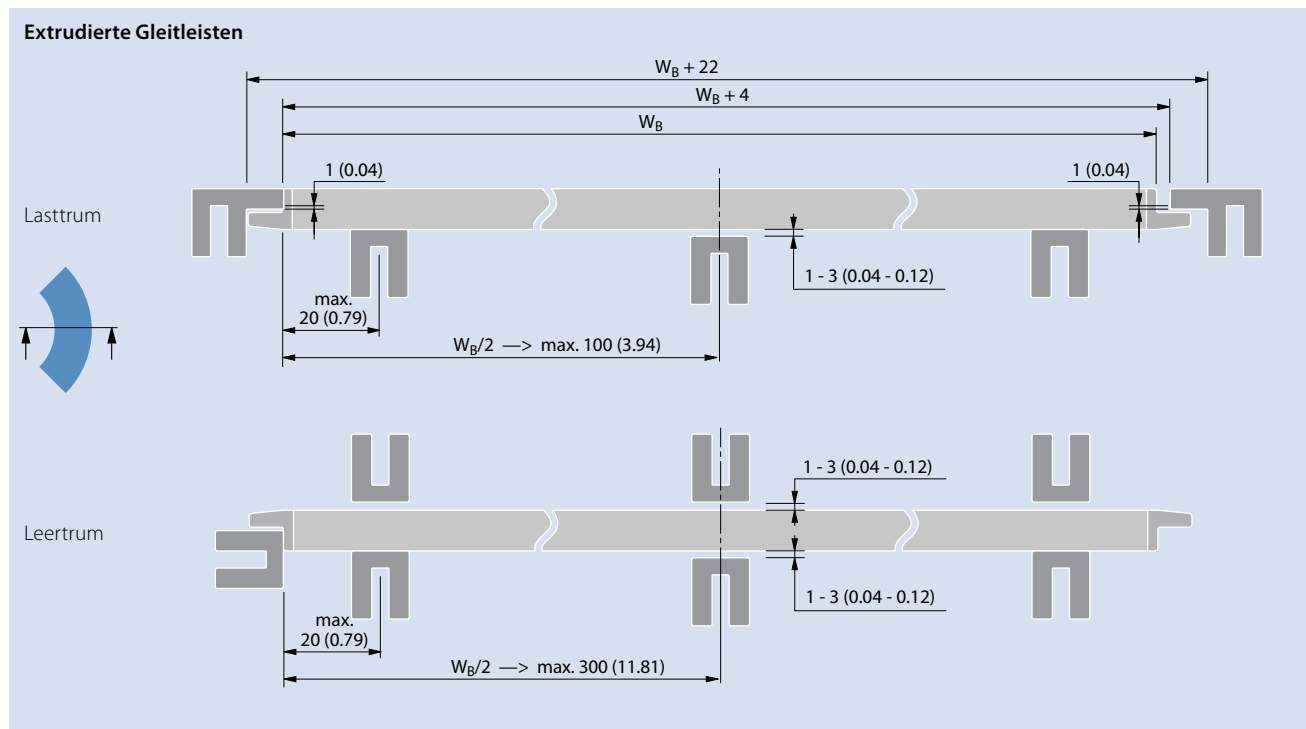 Extrudierte Gleitleisten
W_B + 22
W_B + 4
W_B
1 (0.04)
1 (0.04)
Lasttrum
1 - 3 (0.04 - 0.12)
max.
20 (0.79)
W_B/2 —> max. 100 (3.94)
1 - 3 (0.04 - 0.12)
Leertrum
1 - 3 (0.04 - 0.12)
max.
20 (0.79)
W_B/2 —> max. 300 (11.81)